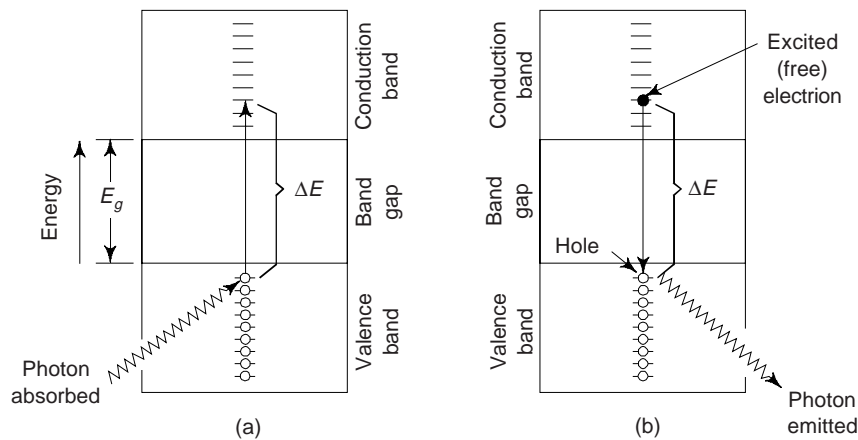 Conduction
band
ΔE
Energy
E_g
Band
gap
Photon
absorbed
Valence
band
(a)
Conduction
band
Excited
(free)
electrion
Band
gap
ΔE
Hole
Valence
band
Photon
emitted
(b)